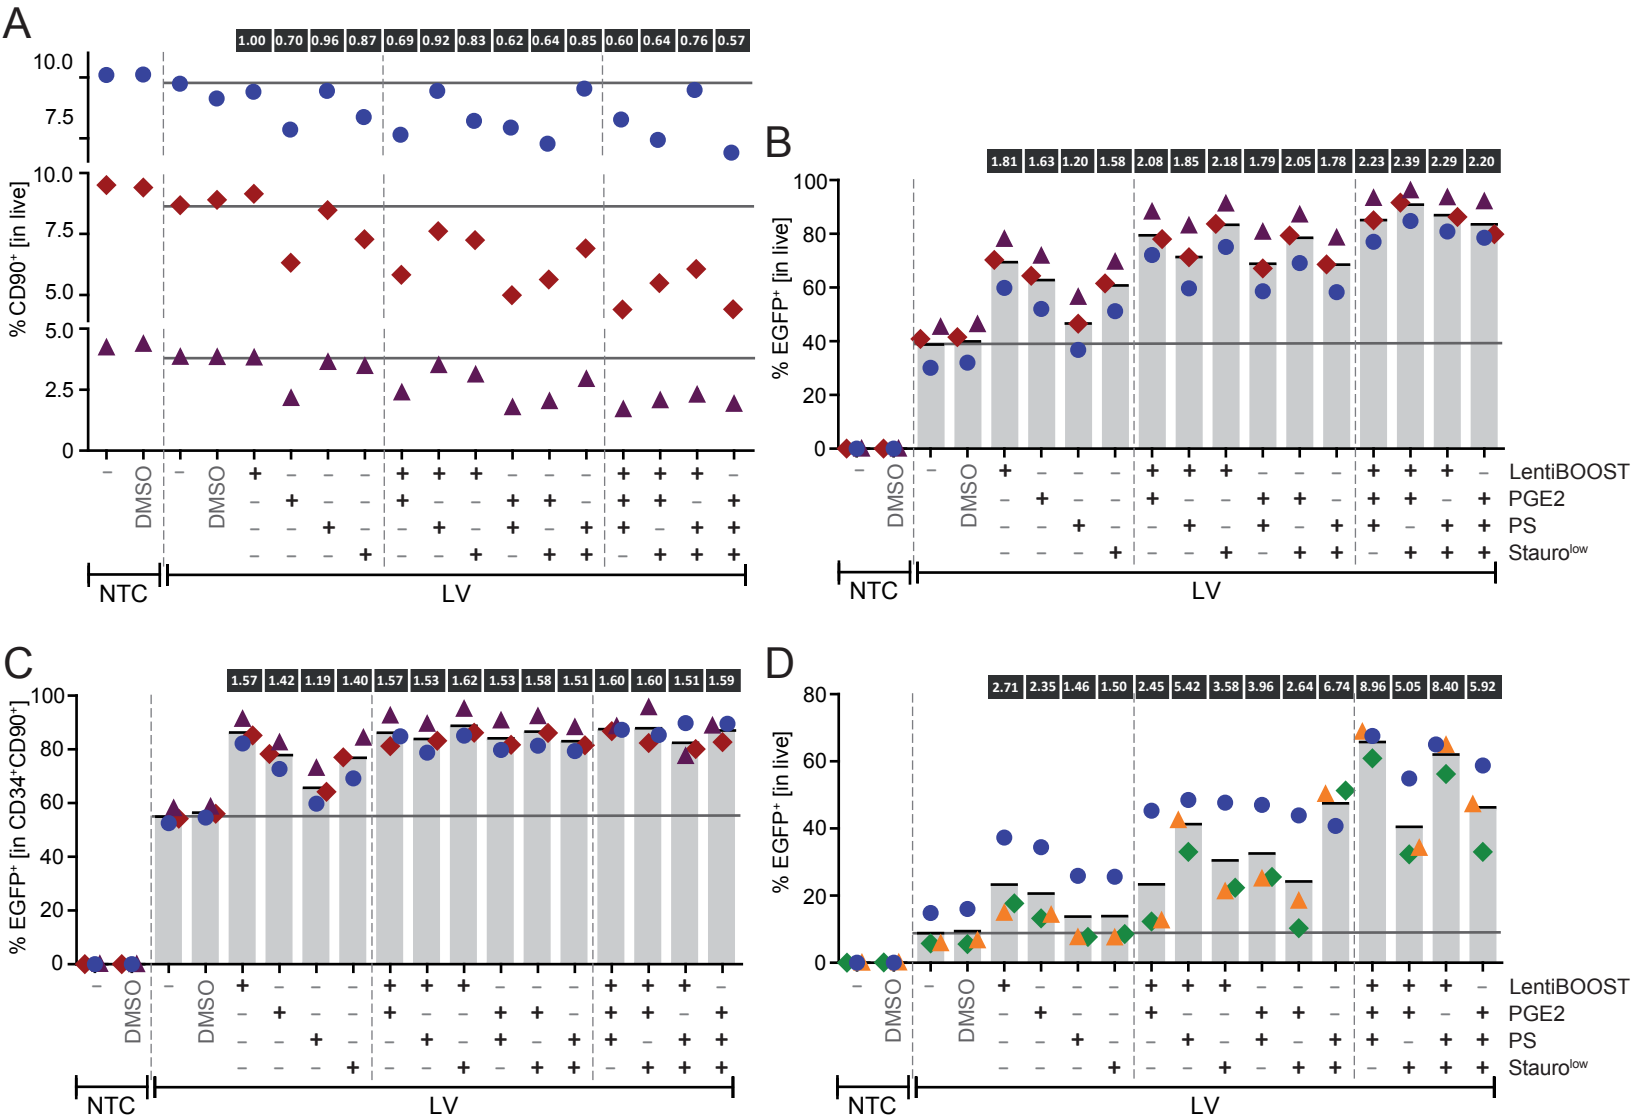 A
1.00 0.70 0.96 0.87 0.69 0.92 0.83 0.62 0.64 0.85 0.60 0.64 0.76 0.57
10.0
7.5
10.0
7.5
5.0
5.0
2.5
0
%CD90⁺ [in live]
– DMSO – DMSO + – – – + + + – – – + + + –
– – – + – – + – – + + – + + – +
– – – – + – – + – + – + + – + +
– – – – – + – – + – + + – + + +
NTC LV
B
1.81 1.63 1.20 1.58 2.08 1.85 2.18 1.79 2.05 1.78 2.23 2.39 2.29 2.20
100
80
60
40
20
0
% EGFP⁺ [in live]
– DMSO – DMSO + – – – + + + – – – + + + – LentiBOOST
– + – – + – – + + – + + – + PGE2
– – + – – + – + – + + – + + PS
– – – + – – + – + + – + + + Stauroˡᵒʷ
NTC LV
C
1.57 1.42 1.19 1.40 1.57 1.53 1.62 1.53 1.58 1.51 1.60 1.60 1.51 1.59
100
80
60
40
20
0
% EGFP⁺ [in CD34⁺CD90⁺]
– DMSO – DMSO + – – – + + + – – – + + + –
– + – – + – – + + – + + – +
– – + – – + – + – + + – + +
– – – + – – + – + + – + + +
NTC LV
D
2.71 2.35 1.46 1.50 2.45 5.42 3.58 3.96 2.64 6.74 8.96 5.05 8.40 5.92
80
60
40
20
0
% EGFP⁺ [in live]
– DMSO – DMSO + – – – + + + – – – + + + – LentiBOOST
– + – – + – – + + – + + – + PGE2
– – + – – + – + – + + – + + PS
– – – + – – + – + + – + + + Stauroˡᵒʷ
NTC LV